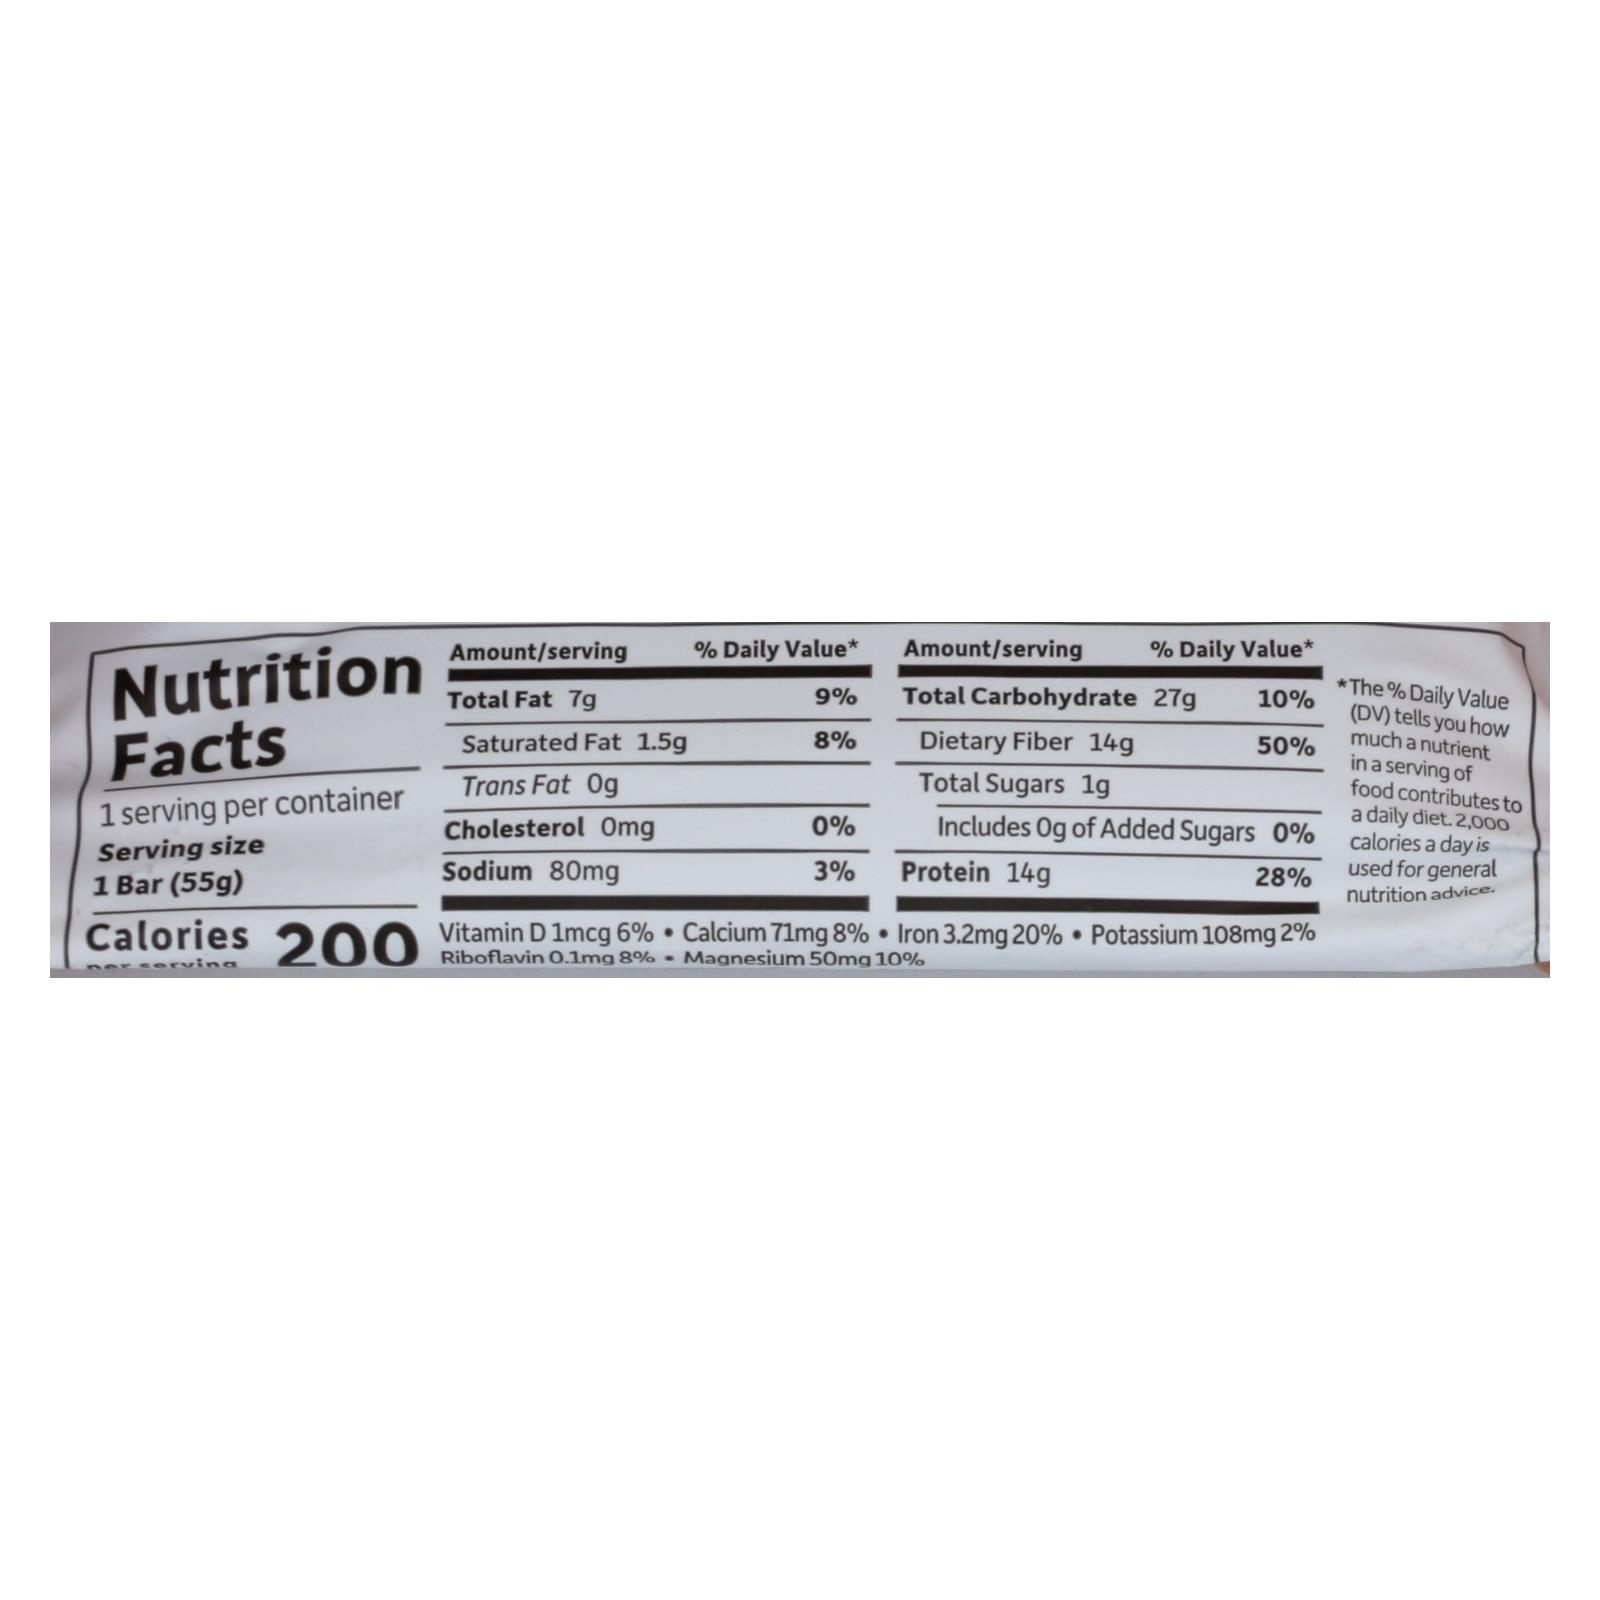 Nutrition
Facts
1 serving per container
Serving size
1 Bar (55g)
Calories 200
per serving
Amount/serving % Daily Value*
Total Fat 7g 9%
Saturated Fat 1.5g 8%
Trans Fat 0g
Cholesterol 0mg 0%
Sodium 80mg 3%
Amount/serving % Daily Value*
Total Carbohydrate 27g 10%
Dietary Fiber 14g 50%
Total Sugars 1g
Includes 0g of Added Sugars 0%
Protein 14g 28%
Vitamin D 1mcg 6% • Calcium 71mg 8% • Iron 3.2mg 20% • Potassium 108mg 2%
Riboflavin 0.1mg 8% • Magnesium 50mg 10%
*The % Daily Value
(DV) tells you how
much a nutrient
in a serving of
food contributes to
a daily diet. 2,000
calories a day is
used for general
nutrition advice.